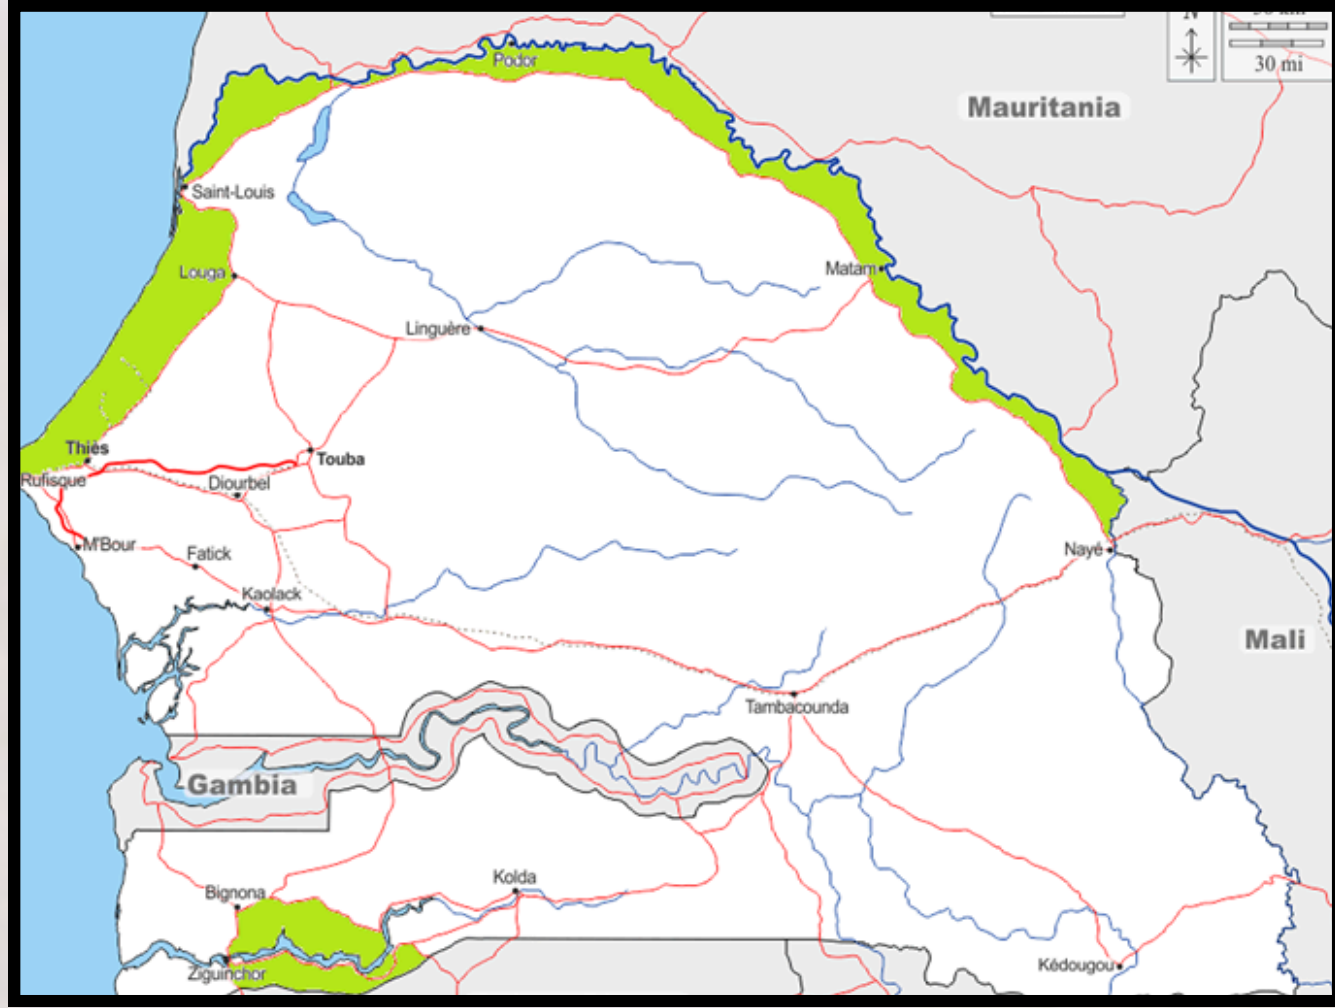 N
30 mi
Podor
Mauritania
Saint-Louis
Louga
Matam
Linguère
Thiès
Touba
Rufisque
Diourbel
M'Bour
Fatick
Nayé
Kaolack
Mali
Tambacounda
Gambia
Kolda
Bignona
Ziguinchor
Kédougou